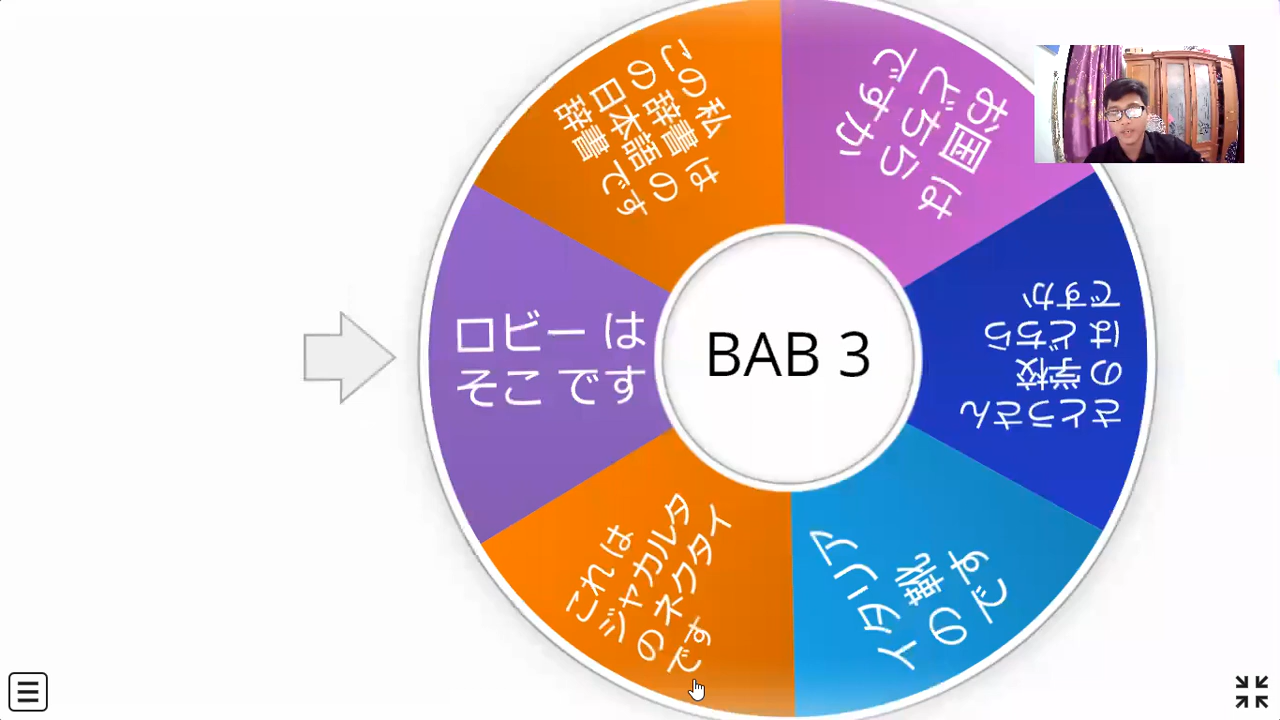 この 私
の 辞書 は
日本語 の
辞書 です
お国 は
どちら
ですか
ロビー は
そこ です
BAB 3
さとうさん
の 学校
は どちら
ですか
これ は
ジャカルタ
の ネクタイ
です
イタリア
の 靴
です